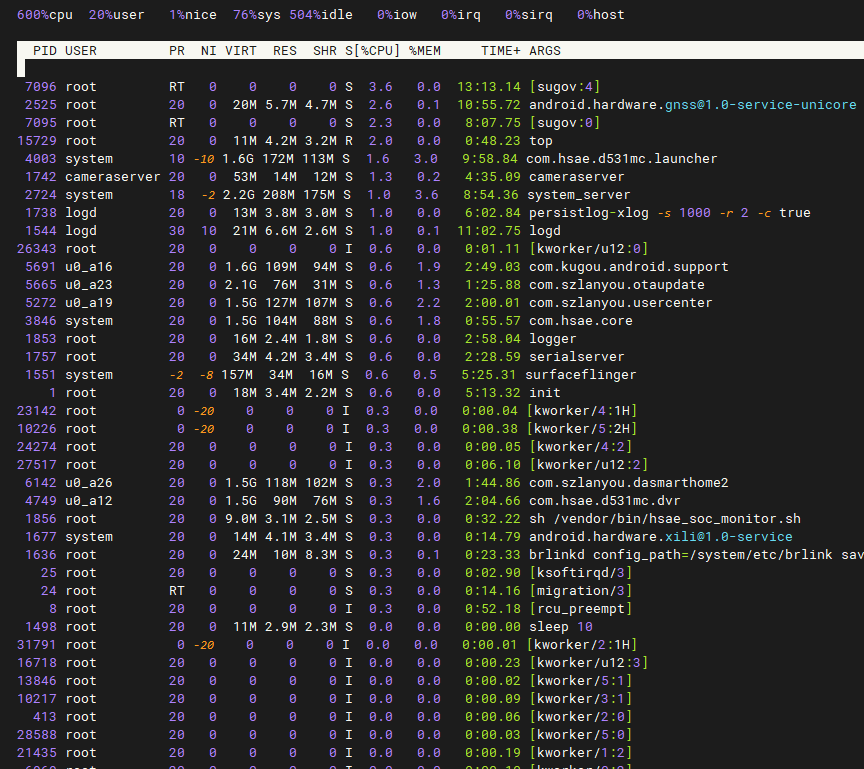 600%cpu 20%user 1%nice 76%sys 504%idle 0%iow 0%irq 0%sirq 0%host
PID USER PR NI VIRT RES SHR S[%CPU] %MEM TIME+ ARGS
7096 root RT 0 0 0 0 S 3.6 0.0 13:13.14 [sugov:4]
2525 root 20 0 20M 5.7M 4.7M S 2.6 0.1 10:55.72 android.hardware.gnss@1.0-service-unicore
7095 root RT 0 0 0 0 S 2.3 0.0 8:07.75 [sugov:0]
15729 root 20 0 11M 4.2M 3.2M R 2.0 0.0 0:48.23 top
4003 system 10 -10 1.6G 172M 113M S 1.6 3.0 9:58.84 com.hsae.d531mc.launcher
1742 cameraserver 20 0 53M 14M 12M S 1.3 0.2 4:35.09 cameraserver
2724 system 18 -2 2.2G 208M 175M S 1.0 3.6 8:54.36 system_server
1738 logd 20 0 13M 3.8M 3.0M S 1.0 0.0 6:02.84 persistlog-xlog -s 1000 -r 2 -c true
1544 logd 30 10 21M 6.6M 2.6M S 1.0 0.1 11:02.75 logd
26343 root 20 0 0 0 0 I 0.6 0.0 0:01.11 [kworker/u12:0]
5691 u0_a16 20 0 1.6G 109M 94M S 0.6 1.9 2:49.03 com.kugou.android.support
5665 u0_a23 20 0 2.1G 76M 31M S 0.6 1.3 1:25.88 com.szlanyou.otaupdate
5272 u0_a19 20 0 1.5G 127M 107M S 0.6 2.2 2:00.01 com.szlanyou.usercenter
3846 system 20 0 1.5G 104M 88M S 0.6 1.8 0:55.57 com.hsae.core
1853 root 20 0 16M 2.4M 1.8M S 0.6 0.0 2:58.04 logger
1757 root 20 0 34M 4.2M 3.4M S 0.6 0.0 2:28.59 serialserver
1551 system -2 -8 157M 34M 16M S 0.6 0.5 5:25.31 surfaceflinger
1 root 20 0 18M 3.4M 2.2M S 0.6 0.0 5:13.32 init
23142 root 0 -20 0 0 0 I 0.3 0.0 0:00.04 [kworker/4:1H]
10226 root 0 -20 0 0 0 I 0.3 0.0 0:00.38 [kworker/5:2H]
24274 root 20 0 0 0 0 I 0.3 0.0 0:00.05 [kworker/4:2]
27517 root 20 0 0 0 0 I 0.3 0.0 0:06.10 [kworker/u12:2]
6142 u0_a26 20 0 1.5G 118M 102M S 0.3 2.0 1:44.86 com.szlanyou.dasmarthome2
4749 u0_a12 20 0 1.5G 90M 76M S 0.3 1.6 2:04.66 com.hsae.d531mc.dvr
1856 root 20 0 9.0M 3.1M 2.5M S 0.3 0.0 0:32.22 sh /vendor/bin/hsae_soc_monitor.sh
1677 system 20 0 14M 4.1M 3.4M S 0.3 0.0 0:14.79 android.hardware.xili@1.0-service
1636 root 20 0 24M 10M 8.3M S 0.3 0.1 0:23.33 brlinkd config_path=/system/etc/brlink sav
25 root 20 0 0 0 0 S 0.3 0.0 0:02.90 [ksoftirqd/3]
24 root RT 0 0 0 0 S 0.3 0.0 0:14.16 [migration/3]
8 root 20 0 0 0 0 I 0.3 0.0 0:52.18 [rcu_preempt]
1498 root 20 0 11M 2.9M 2.3M S 0.0 0.0 0:00.00 sleep 10
31791 root 0 -20 0 0 0 I 0.0 0.0 0:00.01 [kworker/2:1H]
16718 root 20 0 0 0 0 I 0.0 0.0 0:00.23 [kworker/u12:3]
13846 root 20 0 0 0 0 I 0.0 0.0 0:00.02 [kworker/5:1]
10217 root 20 0 0 0 0 I 0.0 0.0 0:00.09 [kworker/3:1]
413 root 20 0 0 0 0 I 0.0 0.0 0:00.06 [kworker/2:0]
28588 root 20 0 0 0 0 I 0.0 0.0 0:00.03 [kworker/5:0]
21435 root 20 0 0 0 0 I 0.0 0.0 0:00.19 [kworker/1:2]